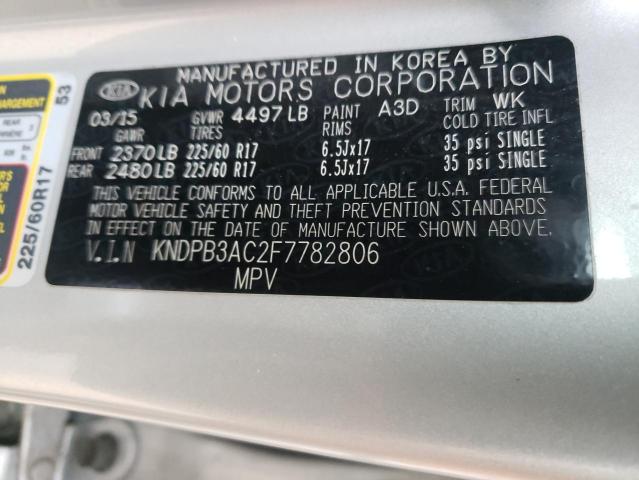 MANUFACTURED IN KOREA BY
KIA KIA MOTORS CORPORATION
03/15 GVWR 4497 LB PAINT A3D TRIM WK
GAWR TIRES RIMS COLD TIRE INFL
FRONT 2370 LB 225/60 R17 6.5Jx17 35 psi SINGLE
REAR 2480 LB 225/60 R17 6.5Jx17 35 psi SINGLE
THIS VEHICLE CONFORMS TO ALL APPLICABLE U.S.A. FEDERAL
MOTOR VEHICLE SAFETY AND THEFT PREVENTION STANDARDS
IN EFFECT ON THE DATE OF MANUFACTURE SHOWN ABOVE.
V.I.N KNDPB3AC2F7782806
MPV
53
225/60R17